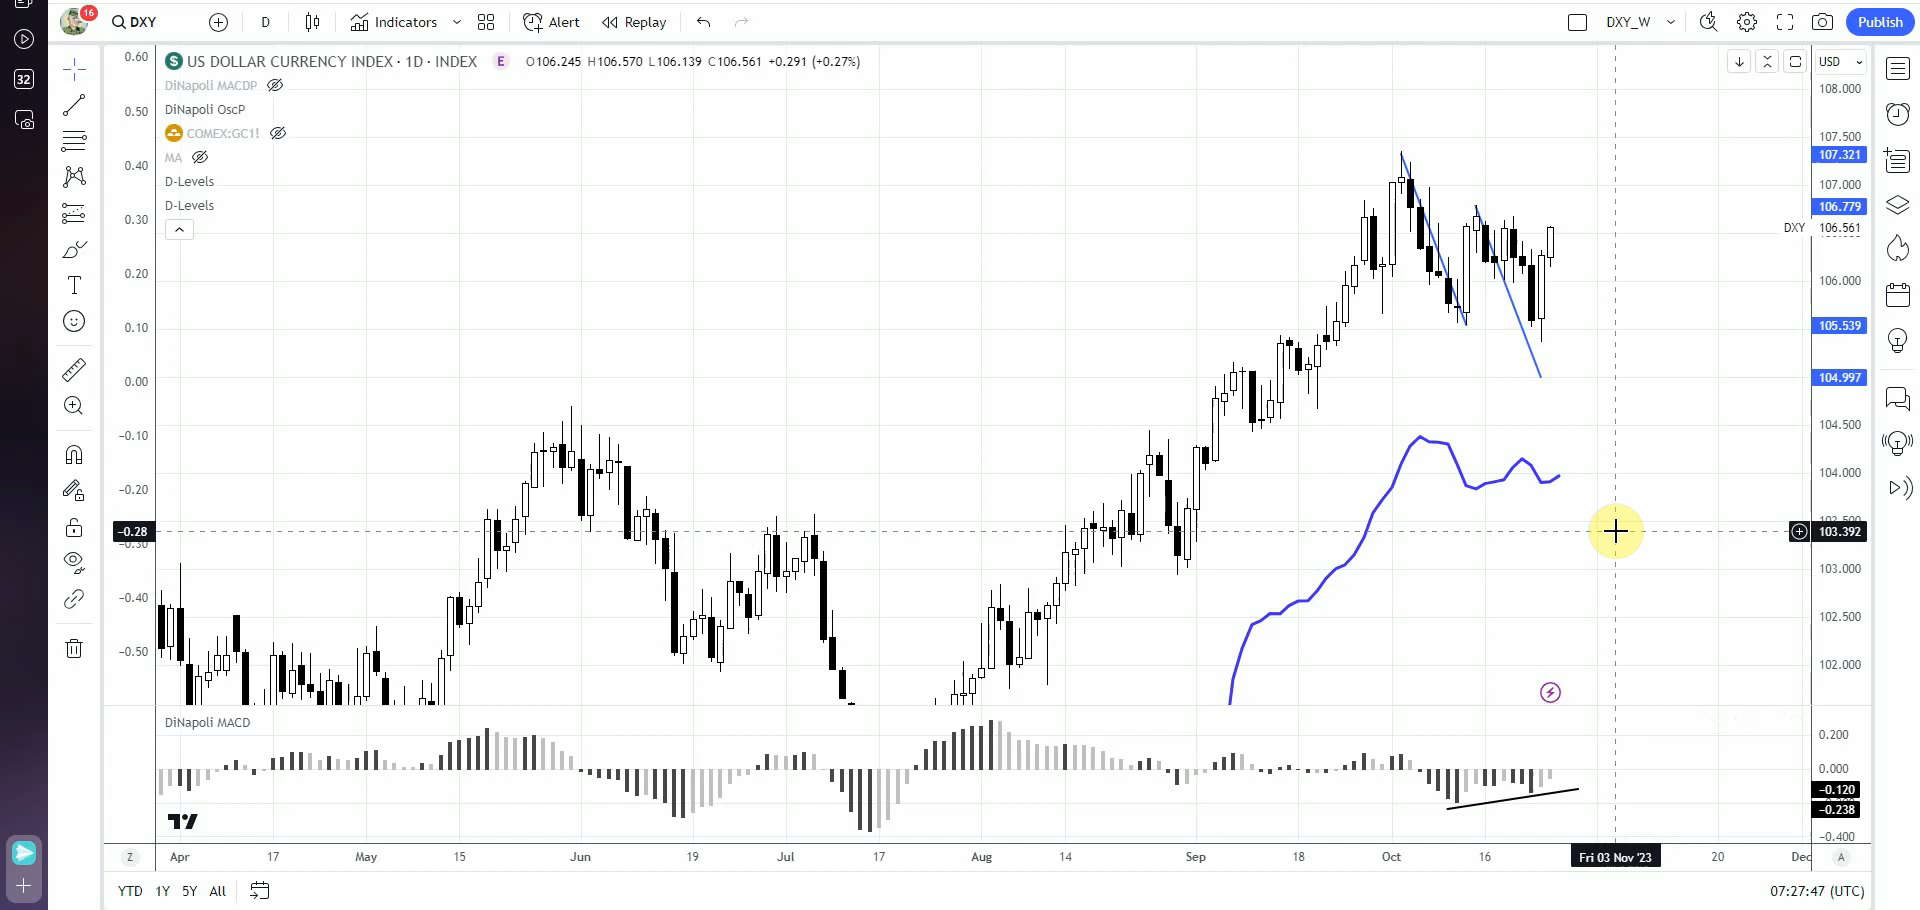 16
DXY
D
Indicators
Alert
Replay
DXY_W
Publish
32
US DOLLAR CURRENCY INDEX · 1D · INDEX E O106.245 H106.570 L106.139 C106.561 +0.291 (+0.27%)
DiNapoli MACDP
DiNapoli OscP
COMEX:GC1!
MA
D-Levels
D-Levels
USD
0.60
0.50
0.40
0.30
0.20
0.10
0.00
−0.10
−0.20
−0.28
−0.30
−0.40
−0.50
108.000
107.500
107.321
107.000
106.779
DXY 106.561
106.000
105.539
104.997
104.500
104.000
103.392
103.000
102.500
102.000
DiNapoli MACD
0.200
0.000
−0.120
−0.238
−0.400
Z
Apr 17 May 15 Jun 19 Jul 17 Aug 14 Sep 18 Oct 16 Fri 03 Nov '23 20 Dec
A
YTD 1Y 5Y All
07:27:47 (UTC)